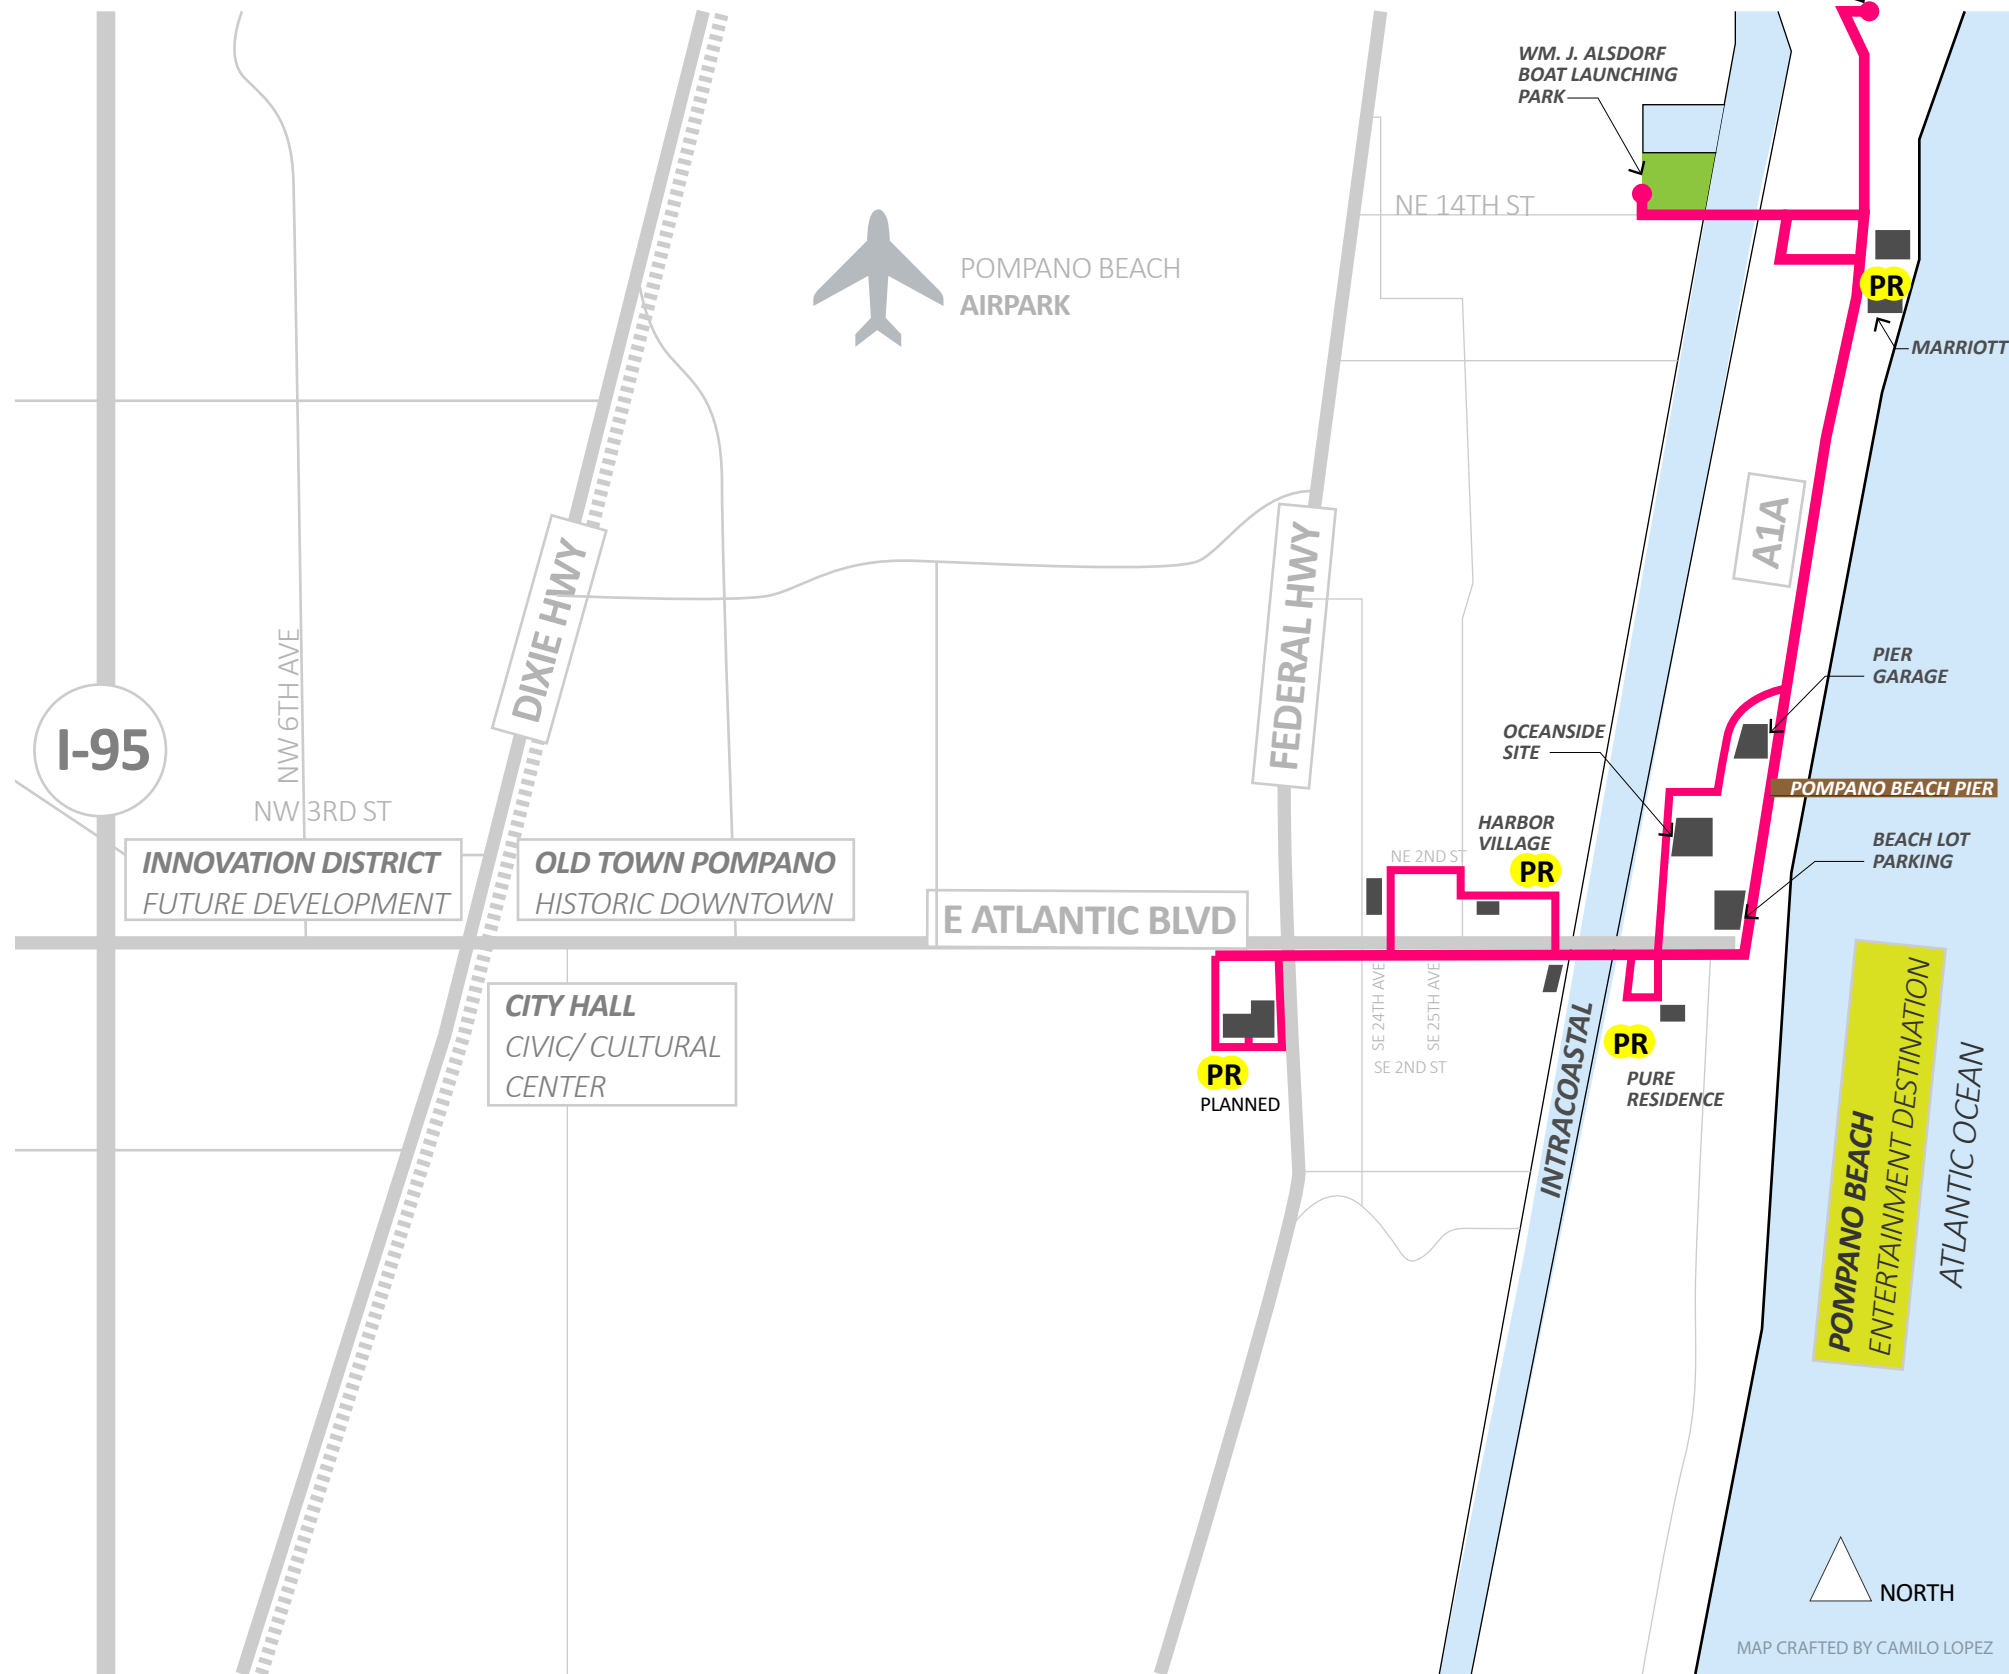 WM. J. ALSDORF
BOAT LAUNCHING
PARK
NE 14TH ST
POMPANO BEACH
AIRPARK
PR
MARRIOTT
A1A
DIXIE HWY
FEDERAL HWY
NW 6TH AVE
I-95
PIER
GARAGE
OCEANSIDE
SITE
POMPANO BEACH PIER
NW 3RD ST
HARBOR
VILLAGE
PR
NE 2ND ST
BEACH LOT
PARKING
INNOVATION DISTRICT
FUTURE DEVELOPMENT
OLD TOWN POMPANO
HISTORIC DOWNTOWN
E ATLANTIC BLVD
CITY HALL
CIVIC/ CULTURAL
CENTER
SE 24TH AVE
SE 25TH AVE
SE 2ND ST
PR
PLANNED
PR
PURE
RESIDENCE
INTRACOASTAL
POMPANO BEACH
ENTERTAINMENT DESTINATION
ATLANTIC OCEAN
NORTH
MAP CRAFTED BY CAMILO LOPEZ